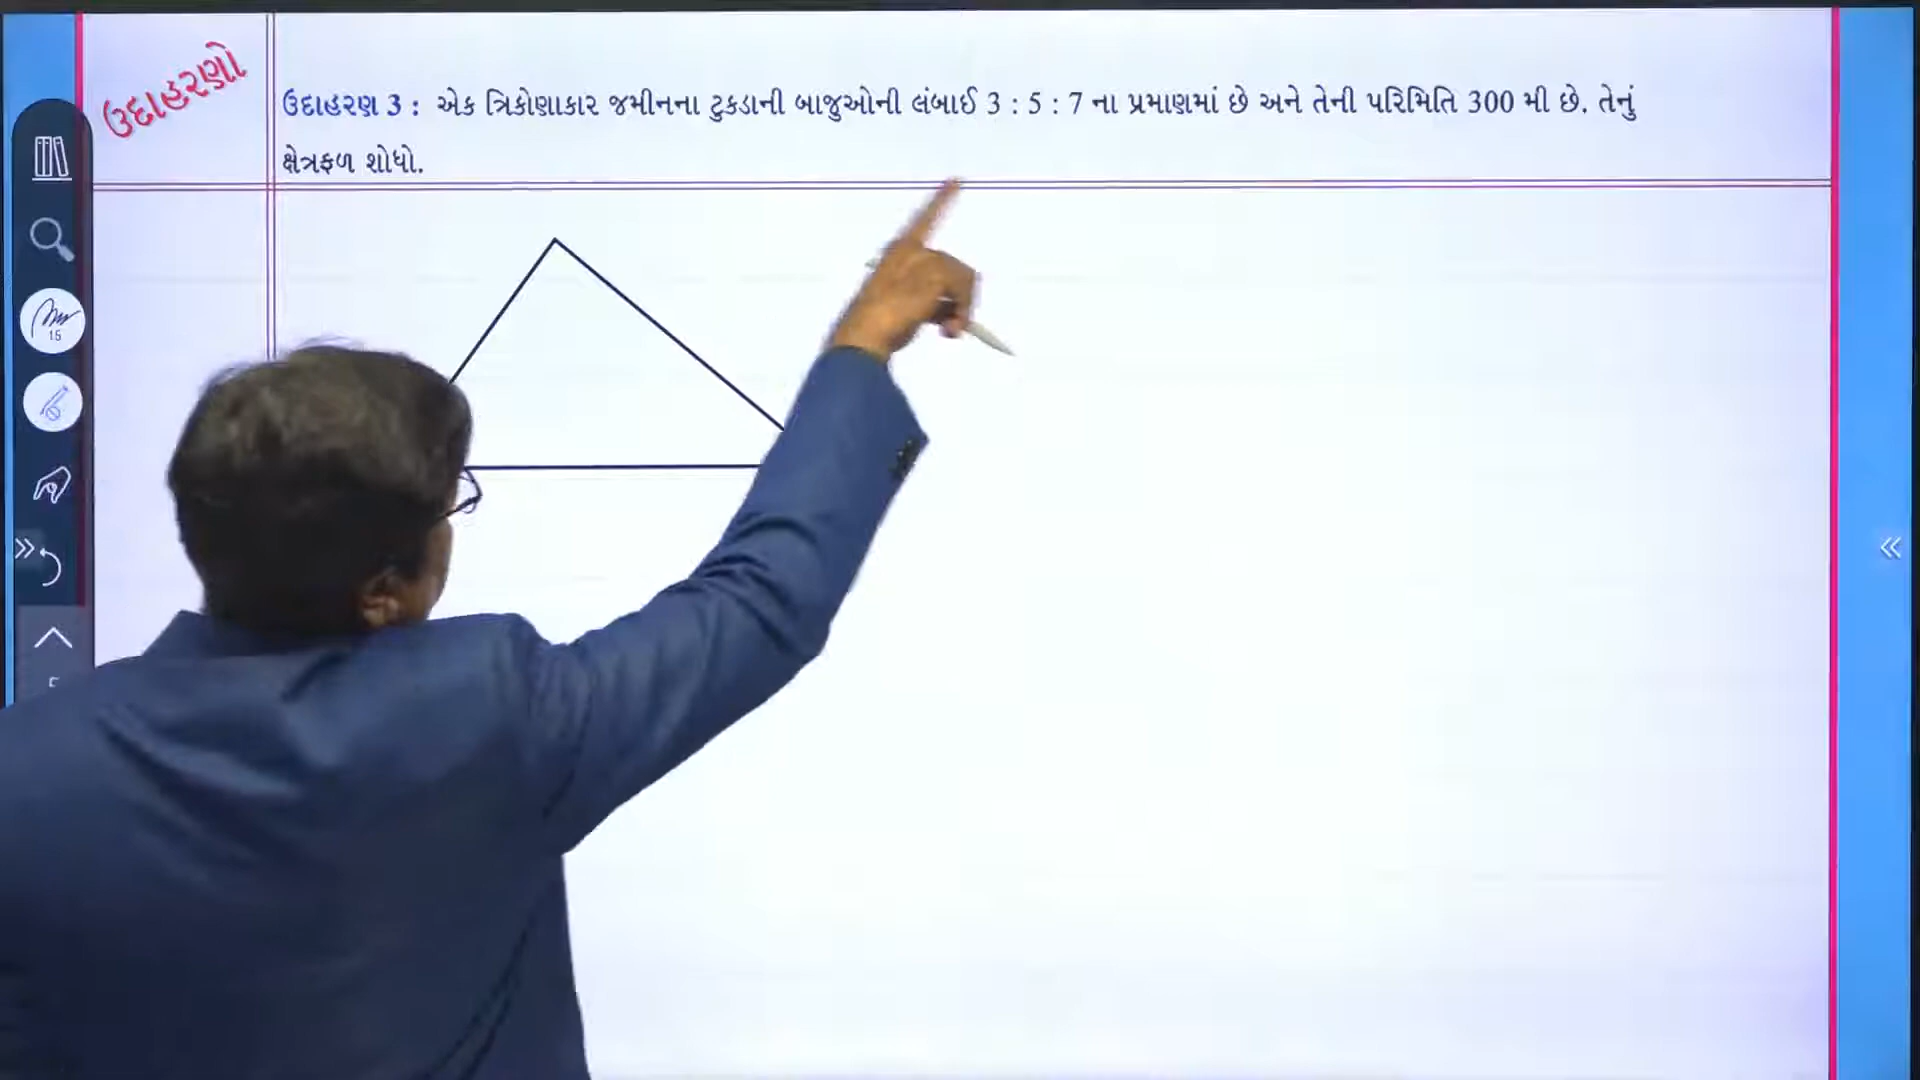 ઉદાહરણો
ઉદાહરણ 3 : એક ત્રિકોણાકાર જમીનના ટુકડાની બાજુઓની લંબાઈ 3 : 5 : 7 ના પ્રમાણમાં છે અને તેની પરિમિતિ 300 મી છે. તેનું
ક્ષેત્રફળ શોધો.
15